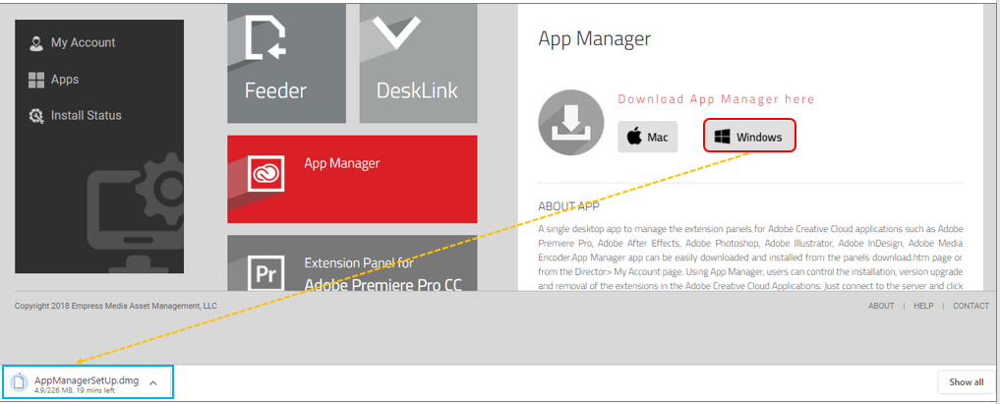 My Account
Apps
Install Status
Feeder
DeskLink
App Manager
Pr
Extension Panel for
Adobe Premiere Pro CC
App Manager
Download App Manager here
Mac
Windows
ABOUT APP
A single desktop app to manage the extension panels for Adobe Creative Cloud applications such as Adobe
Premiere Pro, Adobe After Effects, Adobe Photoshop, Adobe Illustrator, Adobe InDesign, Adobe Media
Encoder.App Manager app can be easily downloaded and installed from the panels download.htm page or
from the Director> My Account page. Using App Manager, users can control the installation, version upgrade
and removal of the extensions in the Adobe Creative Cloud Applications. Just connect to the server and click
Copyright 2018 Empress Media Asset Management, LLC
ABOUT | HELP | CONTACT
AppManagerSetUp.dmg
4.9/226 MB, 19 mins left
Show all